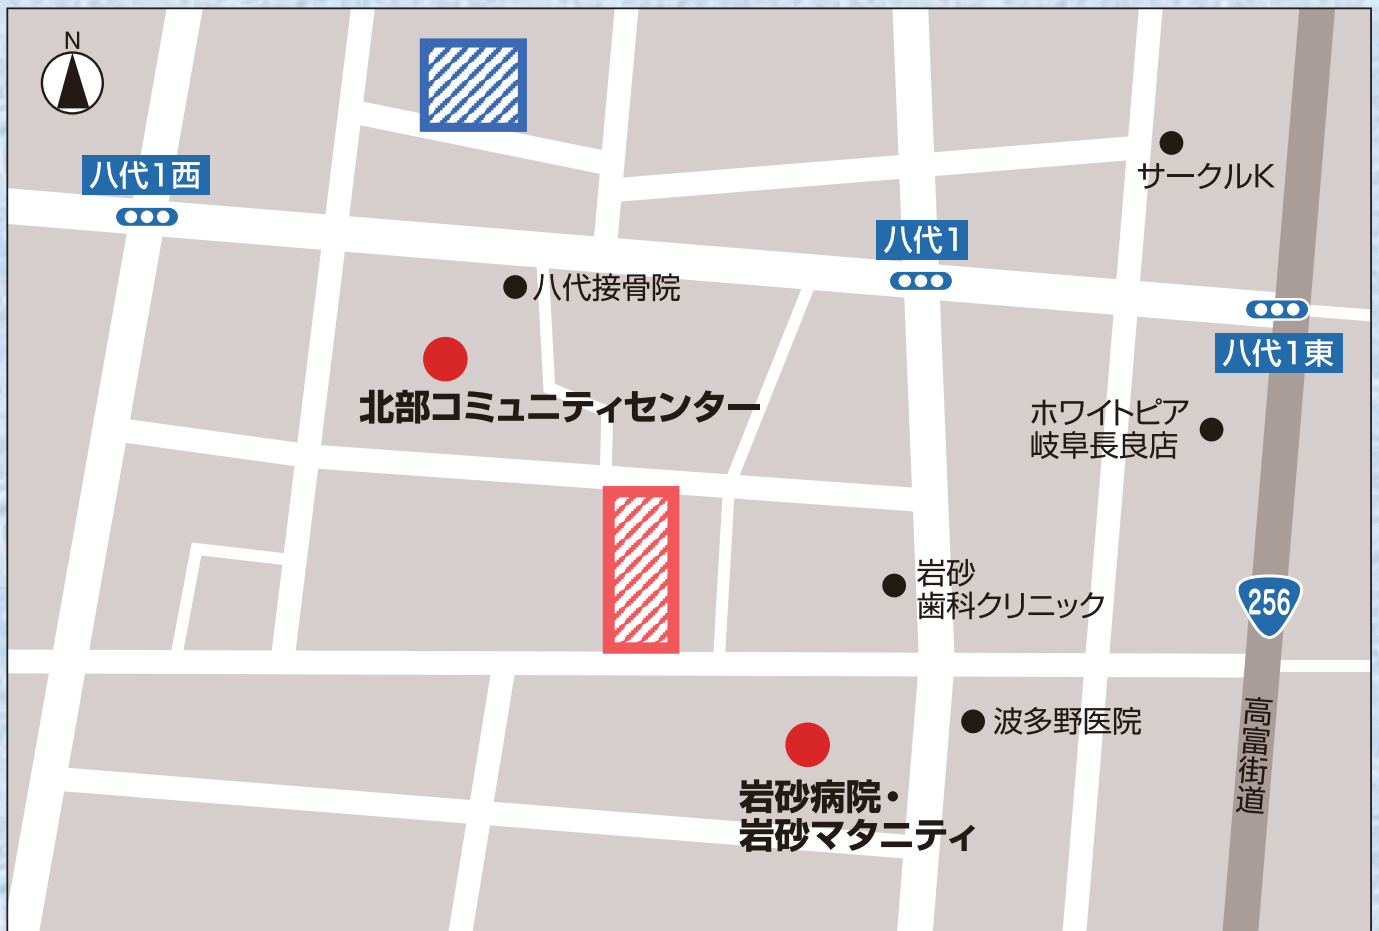 N
八代1西
サークルK
八代1
八代接骨院
八代1東
北部コミュニティセンター
ホワイトピア
岐阜長良店
岩砂
歯科クリニック
256
高富街道
波多野医院
岩砂病院・
岩砂マタニティ